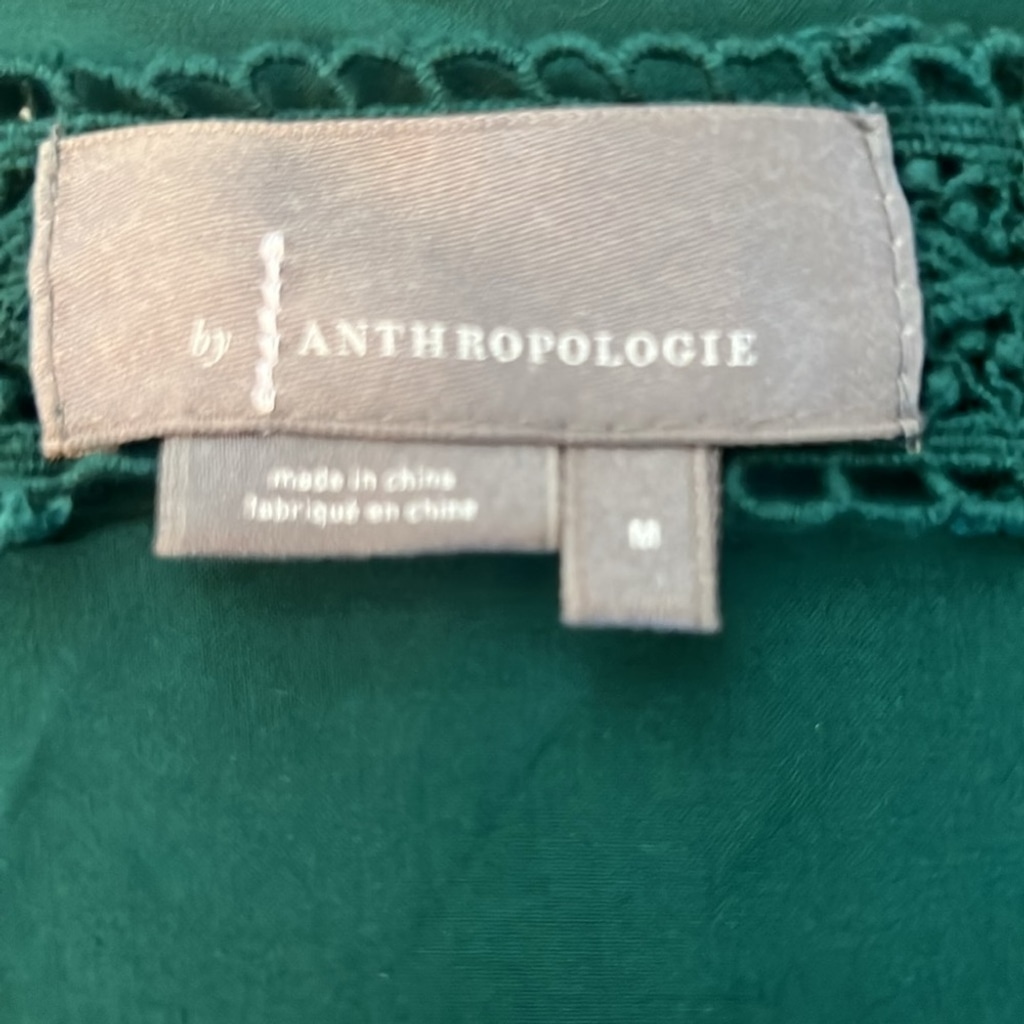 by ANTHROPOLOGIE
made in china
fabriqué en chine
M